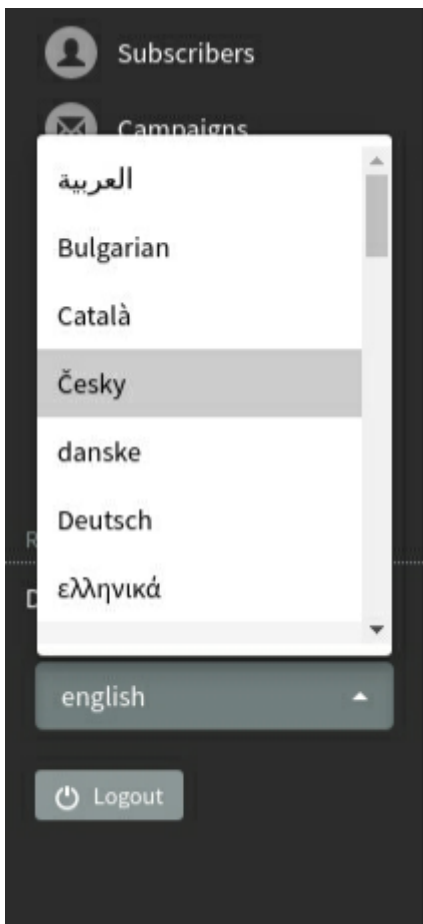 Subscribers
Campaigns
العربية
Bulgarian
Català
Česky
danske
Deutsch
ελληνικά
R
D
english
Logout